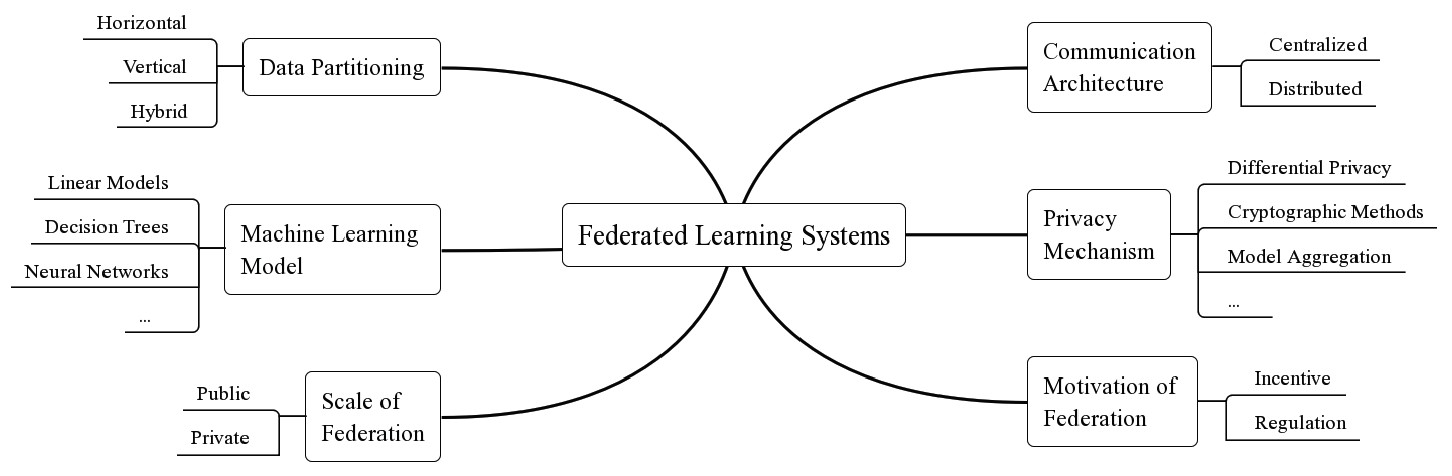 Horizontal
Vertical
Hybrid
Data Partitioning
Linear Models
Decision Trees
Neural Networks
...
Machine Learning
Model
Public
Private
Scale of
Federation
Federated Learning Systems
Communication
Architecture
Centralized
Distributed
Privacy
Mechanism
Differential Privacy
Cryptographic Methods
Model Aggregation
...
Motivation of
Federation
Incentive
Regulation